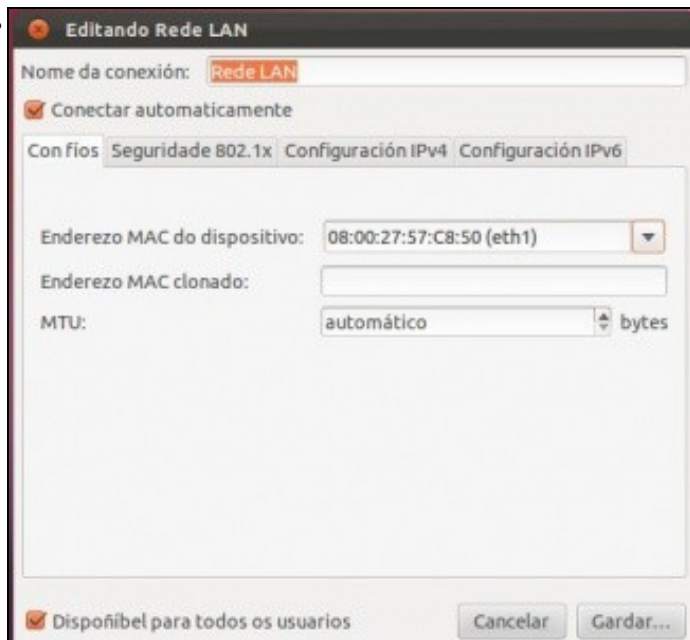 Editando Rede LAN
Nome da conexión: Rede LAN
Conectar automaticamente
Con fíos Seguridade 802.1x Configuración IPv4 Configuración IPv6
Enderezo MAC do dispositivo: 08:00:27:57:C8:50 (eth1)
Enderezo MAC clonado:
MTU: automático bytes
Dispoñíbel para todos os usuarios Cancelar Gardar...